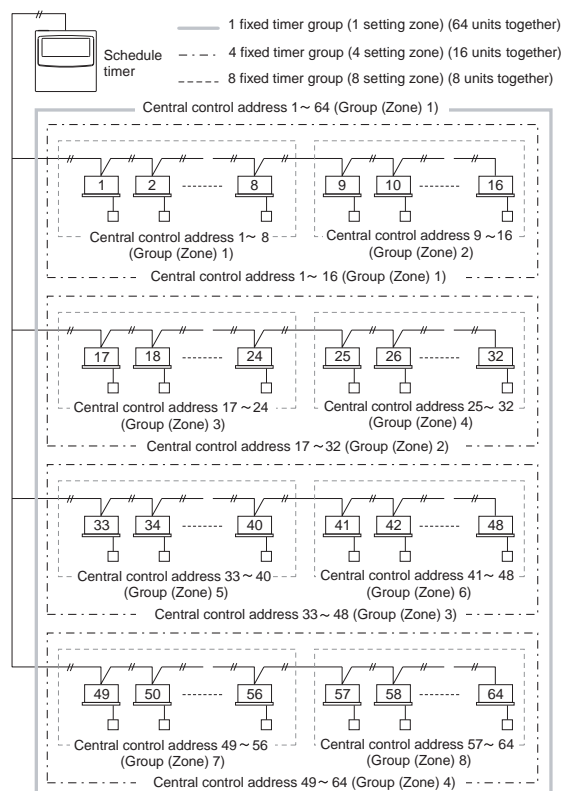 1 fixed timer group (1 setting zone) (64 units together)
Schedule
timer
4 fixed timer group (4 setting zone) (16 units together)
8 fixed timer group (8 setting zone) (8 units together)
Central control address 1~ 64 (Group (Zone) 1)
1 2 8 9 10 16
Central control address 1~ 8
(Group (Zone) 1)
Central control address 9 ~16
(Group (Zone) 2)
Central control address 1~ 16 (Group (Zone) 1)
17 18 24 25 26 32
Central control address 17 ~24
(Group (Zone) 3)
Central control address 25~ 32
(Group (Zone) 4)
Central control address 17 ~32 (Group (Zone) 2)
33 34 40 41 42 48
Central control address 33 ~ 40
(Group (Zone) 5)
Central control address 41~ 48
(Group (Zone) 6)
Central control address 33~ 48 (Group (Zone) 3)
49 50 56 57 58 64
Central control address 49 ~ 56
(Group (Zone) 7)
Central control address 57~ 64
(Group (Zone) 8)
Central control address 49~ 64 (Group (Zone) 4)